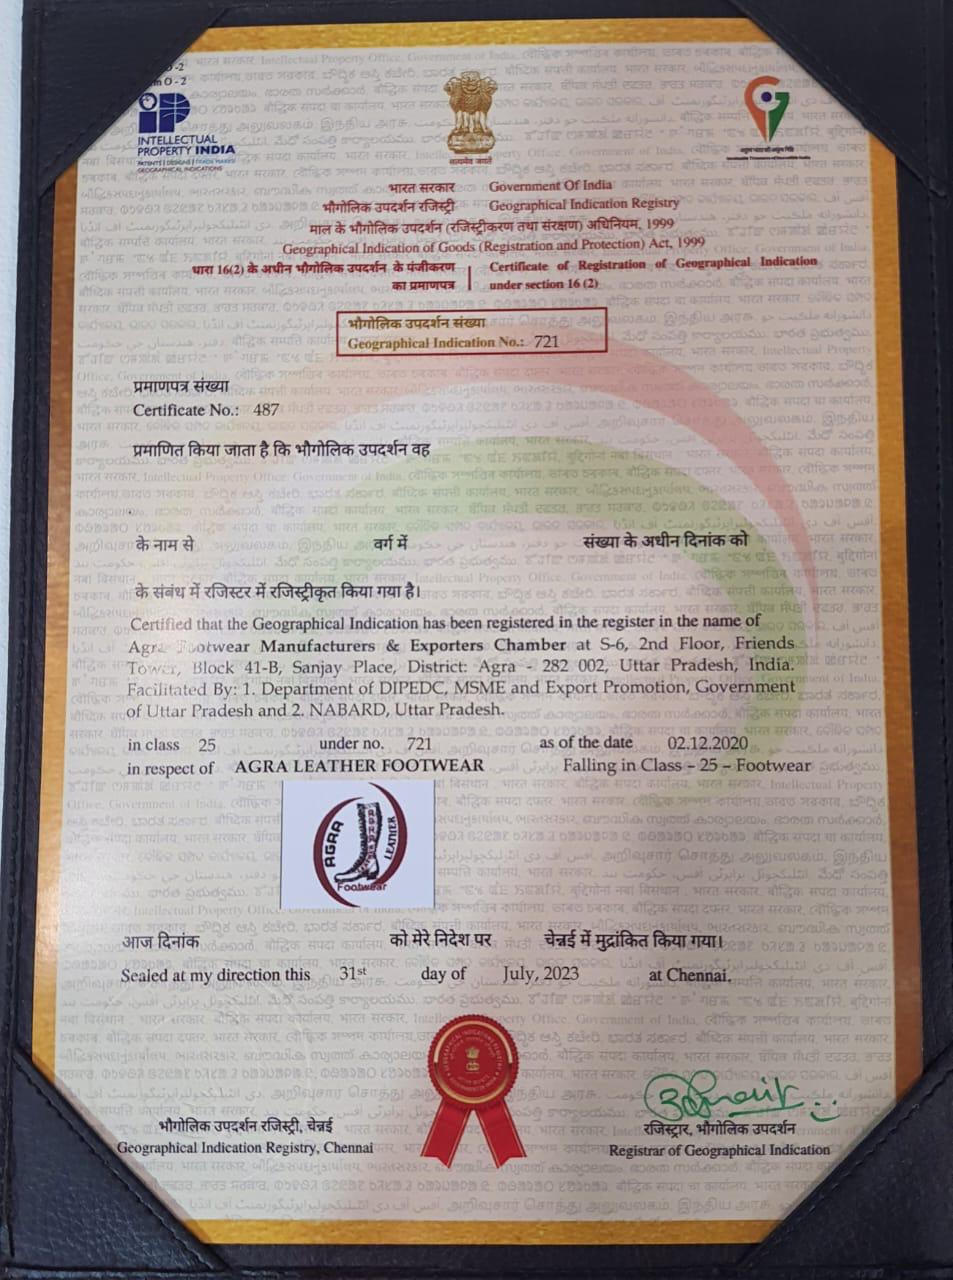 O-2
INTELLECTUAL
PROPERTY INDIA
PATENTS | DESIGNS | TRADE MARKS
GEOGRAPHICAL INDICATIONS
सत्यमेव जयते
भारत सरकार Government Of India
भौगोलिक उपदर्शन रजिस्ट्री Geographical Indication Registry
माल के भौगोलिक उपदर्शन (रजिस्ट्रीकरण तथा संरक्षण) अधिनियम, 1999
Geographical Indication of Goods (Registration and Protection) Act, 1999
धारा 16(2) के अधीन भौगोलिक उपदर्शन के पंजीकरण Certificate of Registration of Geographical Indication
का प्रमाणपत्र under section 16 (2)
भौगोलिक उपदर्शन संख्या
Geographical Indication No.: 721
प्रमाणपत्र संख्या
Certificate No.: 487
प्रमाणित किया जाता है कि भौगोलिक उपदर्शन वह
के नाम से वर्ग में संख्या के अधीन दिनांक को
के संबंध में रजिस्टर में रजिस्ट्रीकृत किया गया है।
Certified that the Geographical Indication has been registered in the register in the name of
Agra Footwear Manufacturers & Exporters Chamber at S-6, 2nd Floor, Friends
Tower, Block 41-B, Sanjay Place, District: Agra - 282 002, Uttar Pradesh, India.
Facilitated By: 1. Department of DIPEDC, MSME and Export Promotion, Government
of Uttar Pradesh and 2. NABARD, Uttar Pradesh.
in class 25 under no. 721 as of the date 02.12.2020
in respect of AGRA LEATHER FOOTWEAR Falling in Class – 25 – Footwear
AGRA
LEATHER
Footwear
आज दिनांक को मेरे निदेश पर चेन्नई में मुद्रांकित किया गया।
Sealed at my direction this 31st day of July, 2023 at Chennai.
भौगोलिक उपदर्शन रजिस्ट्री, चेन्नई
Geographical Indication Registry, Chennai
रजिस्ट्रार, भौगोलिक उपदर्शन
Registrar of Geographical Indication